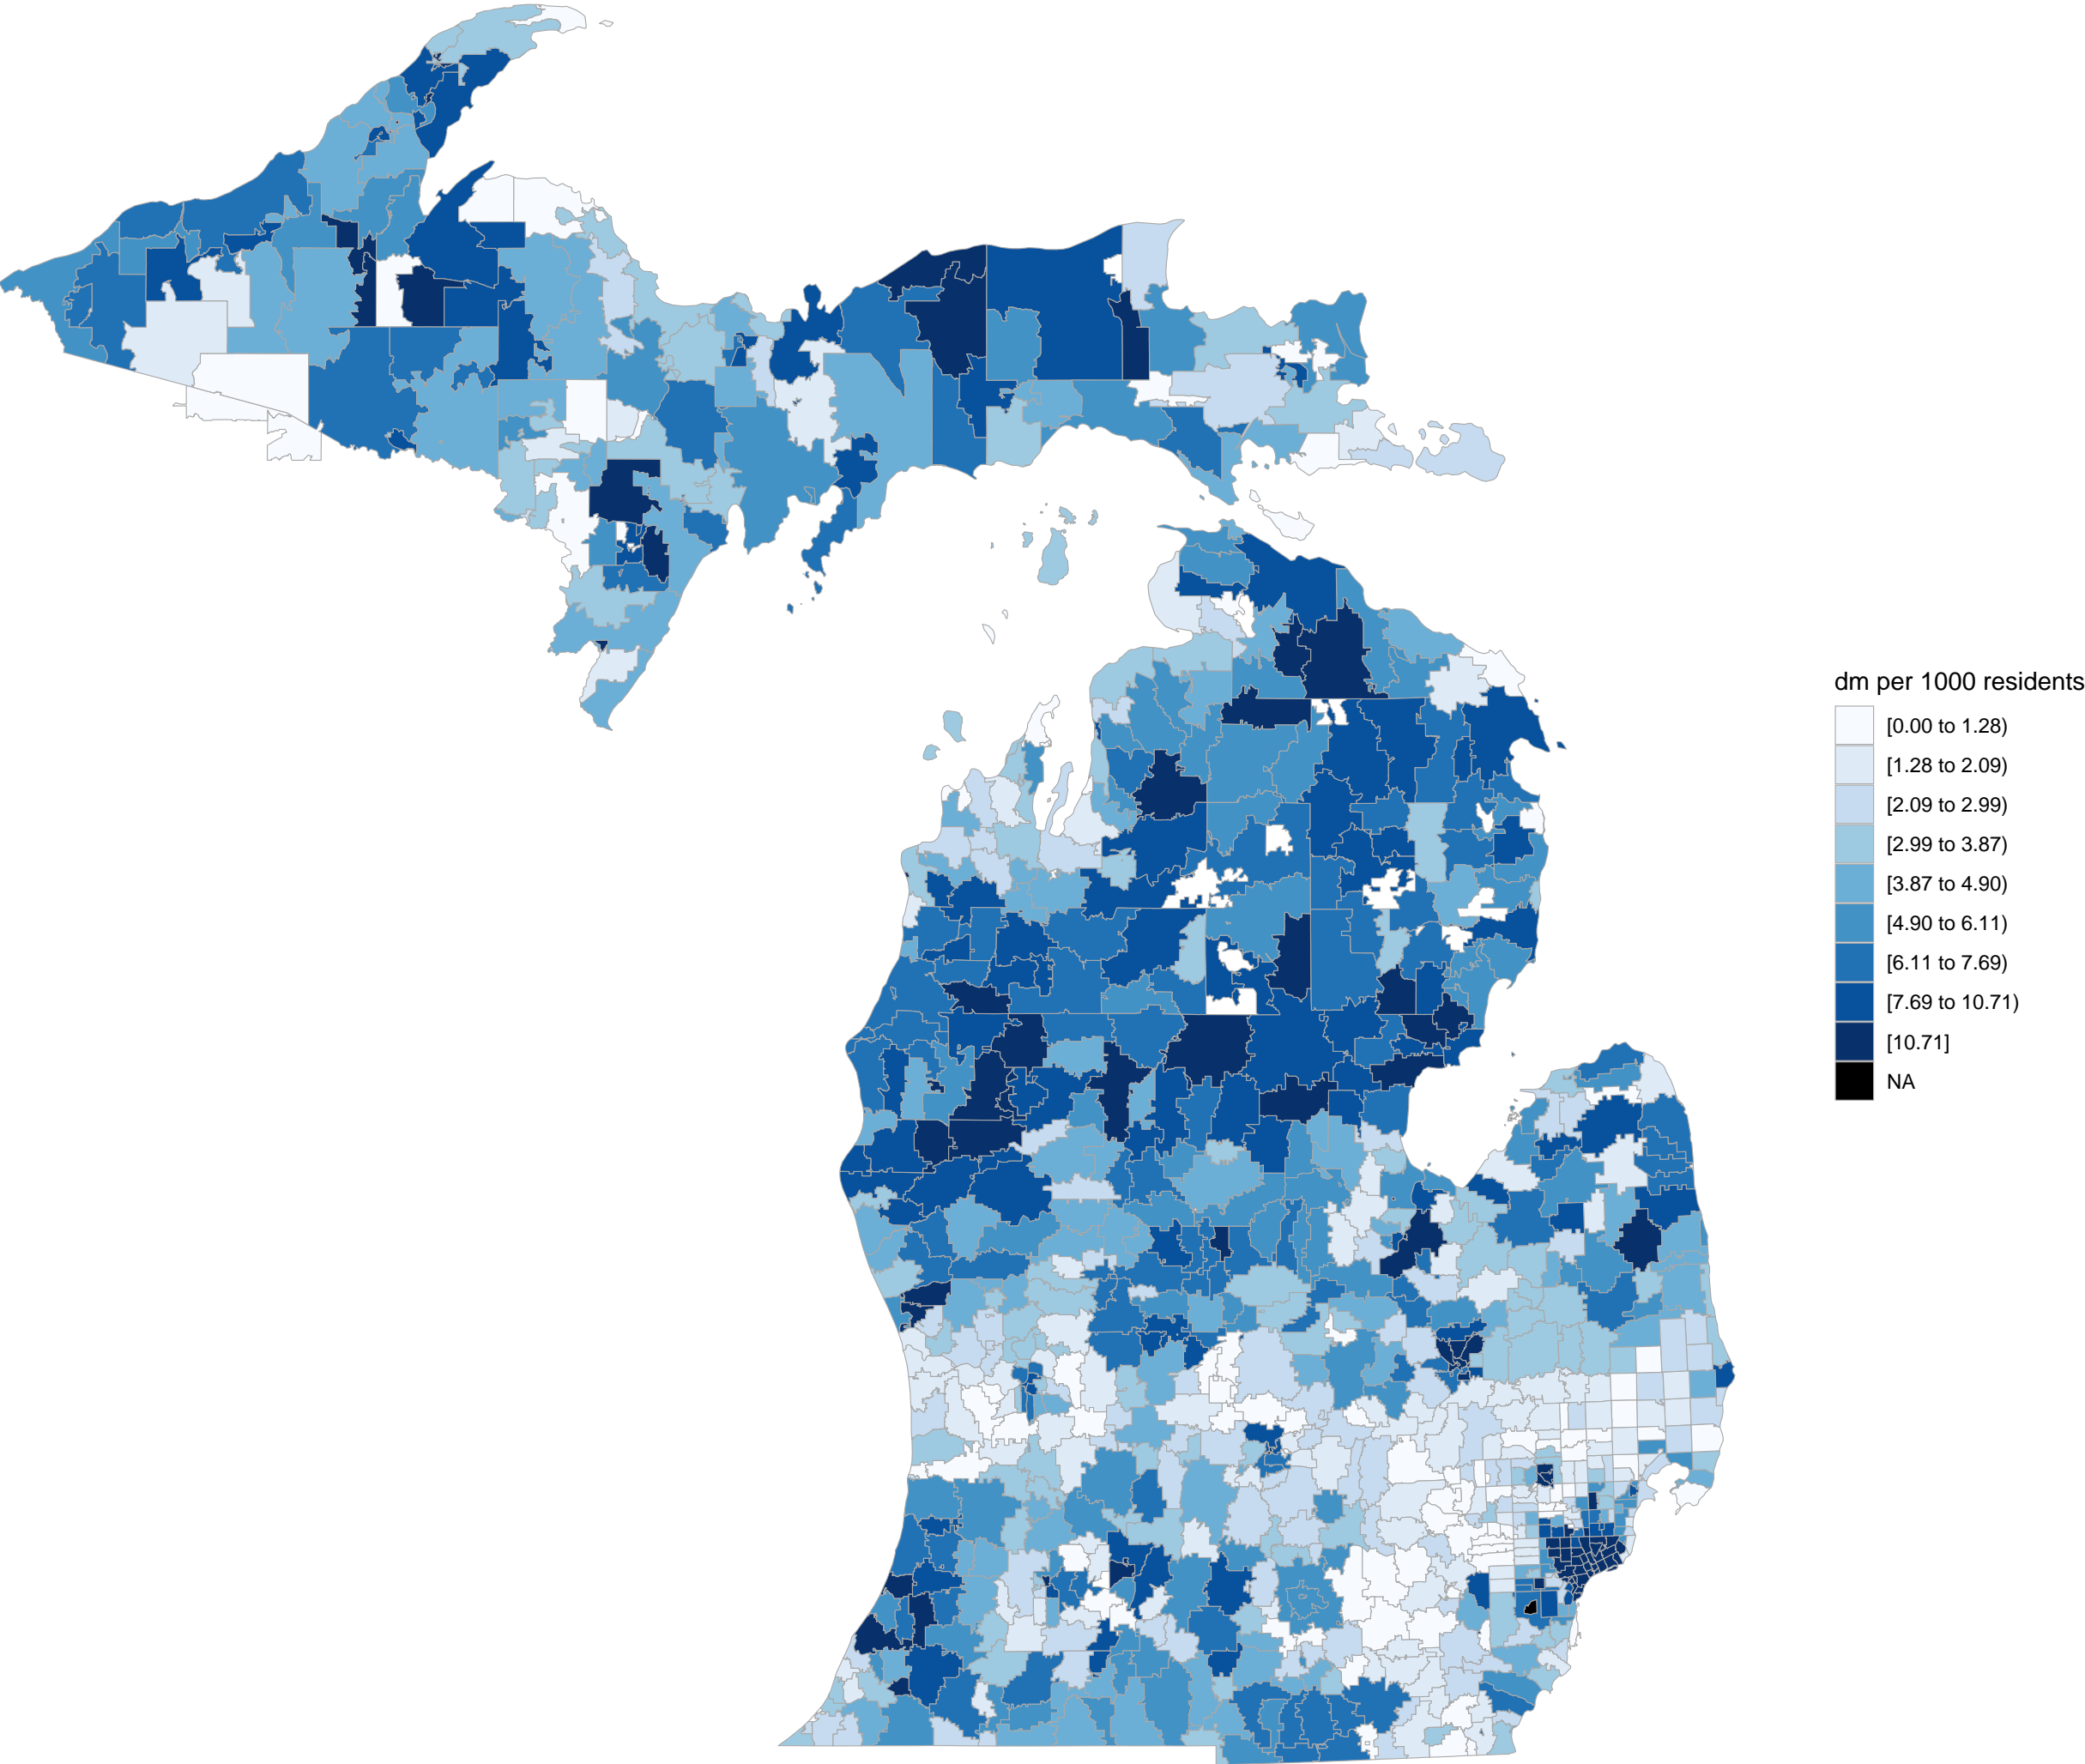 dm per 1000 residents
[0.00 to 1.28)
[1.28 to 2.09)
[2.09 to 2.99)
[2.99 to 3.87)
[3.87 to 4.90)
[4.90 to 6.11)
[6.11 to 7.69)
[7.69 to 10.71)
[10.71]
NA